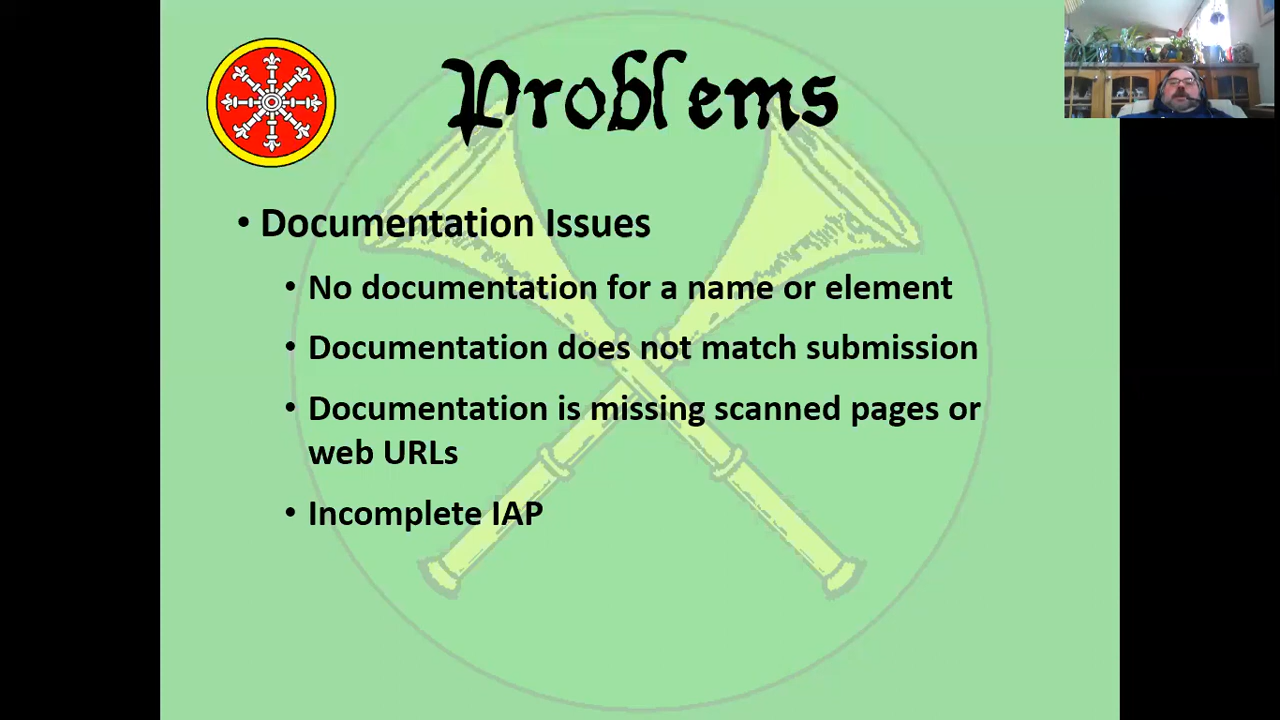 Problems
• Documentation Issues
• No documentation for a name or element
• Documentation does not match submission
• Documentation is missing scanned pages or
web URLs
• Incomplete IAP